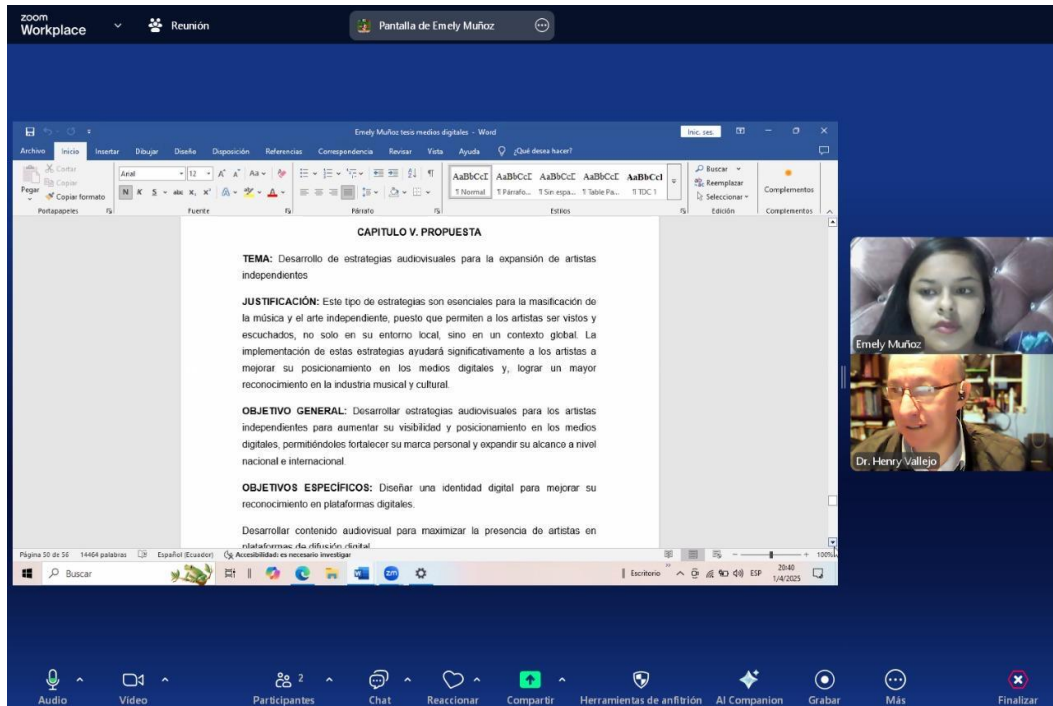 zoom
Workplace
Reunión
Pantalla de Emely Muñoz
Emely Muñoz tesis medios digitales - Word
Inic. ses.
Archivo Inicio Insertar Dibujar Diseño Disposición Referencias Correspondencia Revisar Vista Ayuda ¿Qué desea hacer?
Pegar
Cortar
Copiar
Copiar formato
Portapapeles
Arial 12
N K S abc
Fuente
Párrafo
AaBbCcI AaBbCcI AaBbCcI AaBbCcI AaBbCcI
¶ Normal ¶ Párrafo... ¶ Sin espa... ¶ Table Pa... ¶ TDC 1
Estilos
Buscar
Reemplazar
Seleccionar
Edición
Complementos
Complementos
CAPITULO V. PROPUESTA
TEMA: Desarrollo de estrategias audiovisuales para la expansión de artistas
independientes
JUSTIFICACIÓN: Este tipo de estrategias son esenciales para la masificación de
la música y el arte independiente, puesto que permiten a los artistas ser vistos y
escuchados, no solo en su entorno local, sino en un contexto global. La
implementación de estas estrategias ayudará significativamente a los artistas a
mejorar su posicionamiento en los medios digitales y, lograr un mayor
reconocimiento en la industria musical y cultural.
OBJETIVO GENERAL: Desarrollar estrategias audiovisuales para los artistas
independientes para aumentar su visibilidad y posicionamiento en los medios
digitales, permitiéndoles fortalecer su marca personal y expandir su alcance a nivel
nacional e internacional.
OBJETIVOS ESPECÍFICOS: Diseñar una identidad digital para mejorar su
reconocimiento en plataformas digitales.
Desarrollar contenido audiovisual para maximizar la presencia de artistas en
plataformas de difusión digital
Página 50 de 56 14464 palabras Español (Ecuador) Accesibilidad: es necesario investigar 100%
Buscar
Escritorio
ESP
20:40
1/4/2025
Emely Muñoz
Dr. Henry Vallejo
Audio Vídeo Participantes 2 Chat Reaccionar Compartir Herramientas de anfitrión AI Companion Grabar Más Finalizar